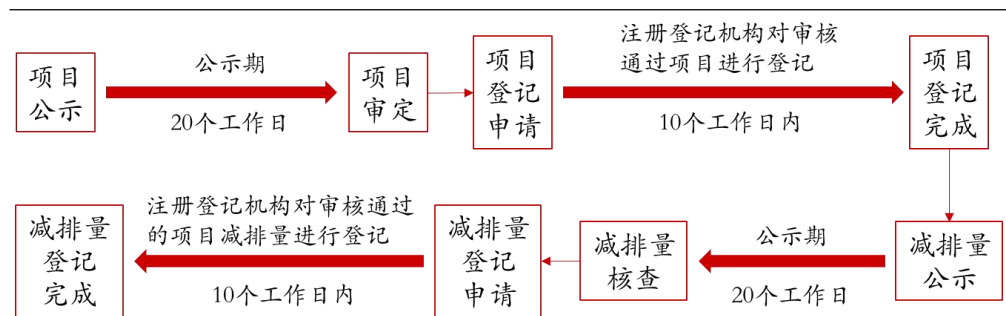 项目
公示
公示期
20个工作日
项目
审定
项目
登记
申请
注册登记机构对审核
通过项目进行登记
10个工作日内
项目
登记
完成
减排量
公示
公示期
20个工作日
减排量
核查
减排量
登记
申请
注册登记机构对审核通过
的项目减排量进行登记
10个工作日内
减排量
登记
完成